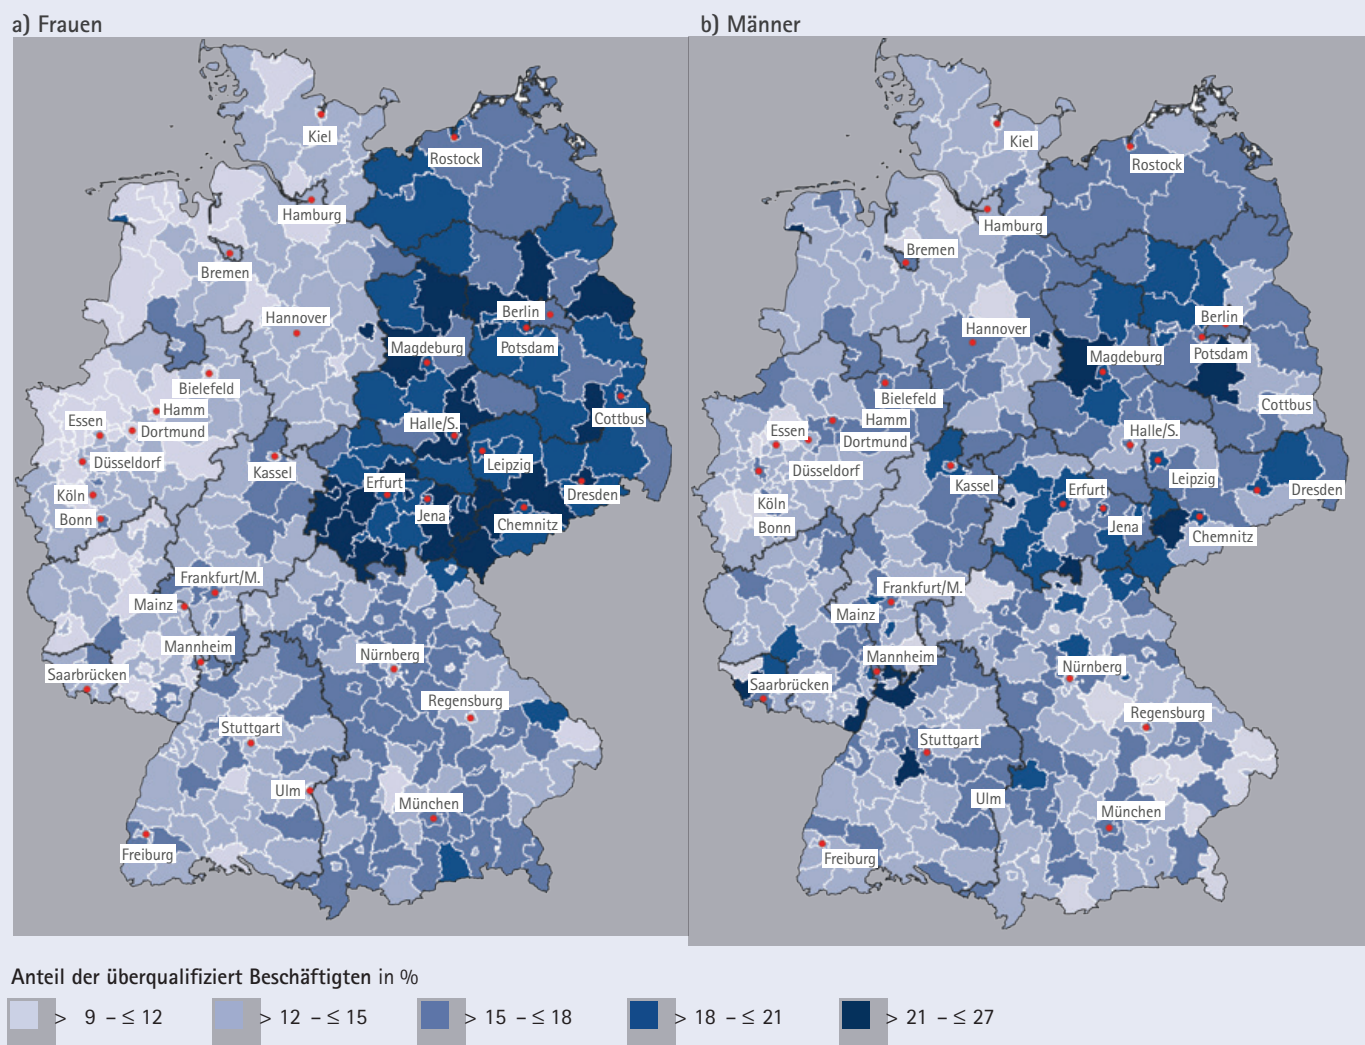 a) Frauen
Kiel
Rostock
Hamburg
Bremen
Hannover
Berlin
Potsdam
Magdeburg
Bielefeld
Hamm
Essen
Dortmund
Cottbus
Halle/S.
Düsseldorf
Kassel
Leipzig
Erfurt
Köln
Dresden
Bonn
Jena
Chemnitz
Frankfurt/M.
Mainz
Mannheim
Nürnberg
Saarbrücken
Regensburg
Stuttgart
Ulm
München
Freiburg
b) Männer
Kiel
Rostock
Hamburg
Bremen
Berlin
Hannover
Potsdam
Magdeburg
Bielefeld
Cottbus
Hamm
Essen
Halle/S.
Dortmund
Düsseldorf
Leipzig
Kassel
Erfurt
Dresden
Köln
Bonn
Jena
Chemnitz
Frankfurt/M.
Mainz
Mannheim
Nürnberg
Saarbrücken
Regensburg
Stuttgart
Ulm
München
Freiburg
Anteil der überqualifiziert Beschäftigten in %
> 9 – ≤ 12
> 12 – ≤ 15
> 15 – ≤ 18
> 18 – ≤ 21
> 21 – ≤ 27